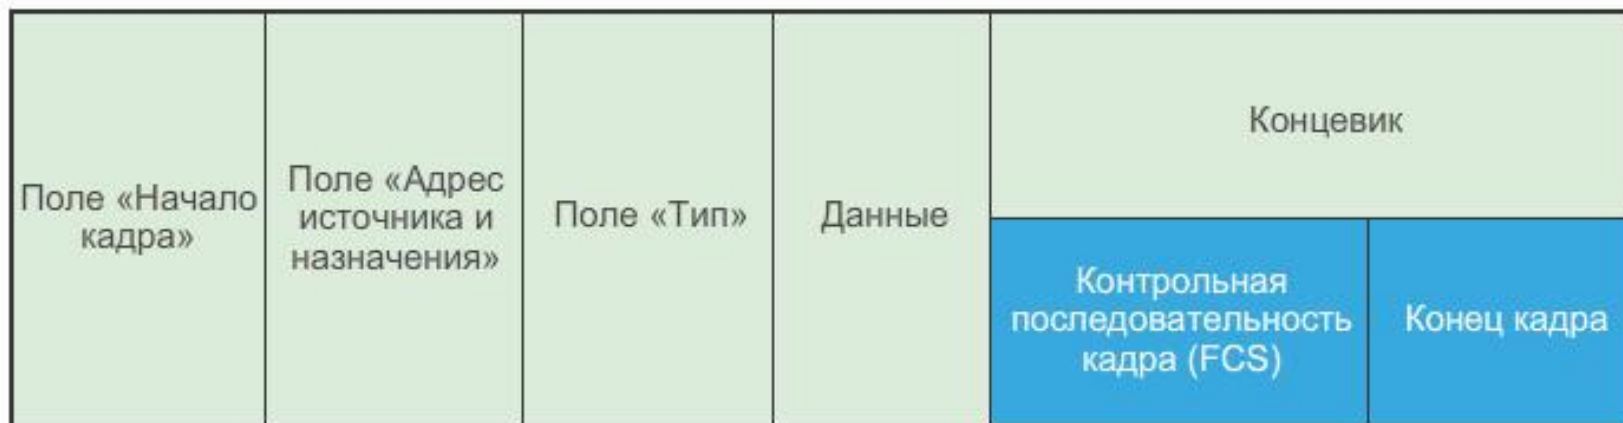 Поле «Начало
кадра»
Поле «Адрес
источника и
назначения»
Поле «Тип»
Данные
Концевик
Контрольная
последовательность
кадра (FCS)
Конец кадра